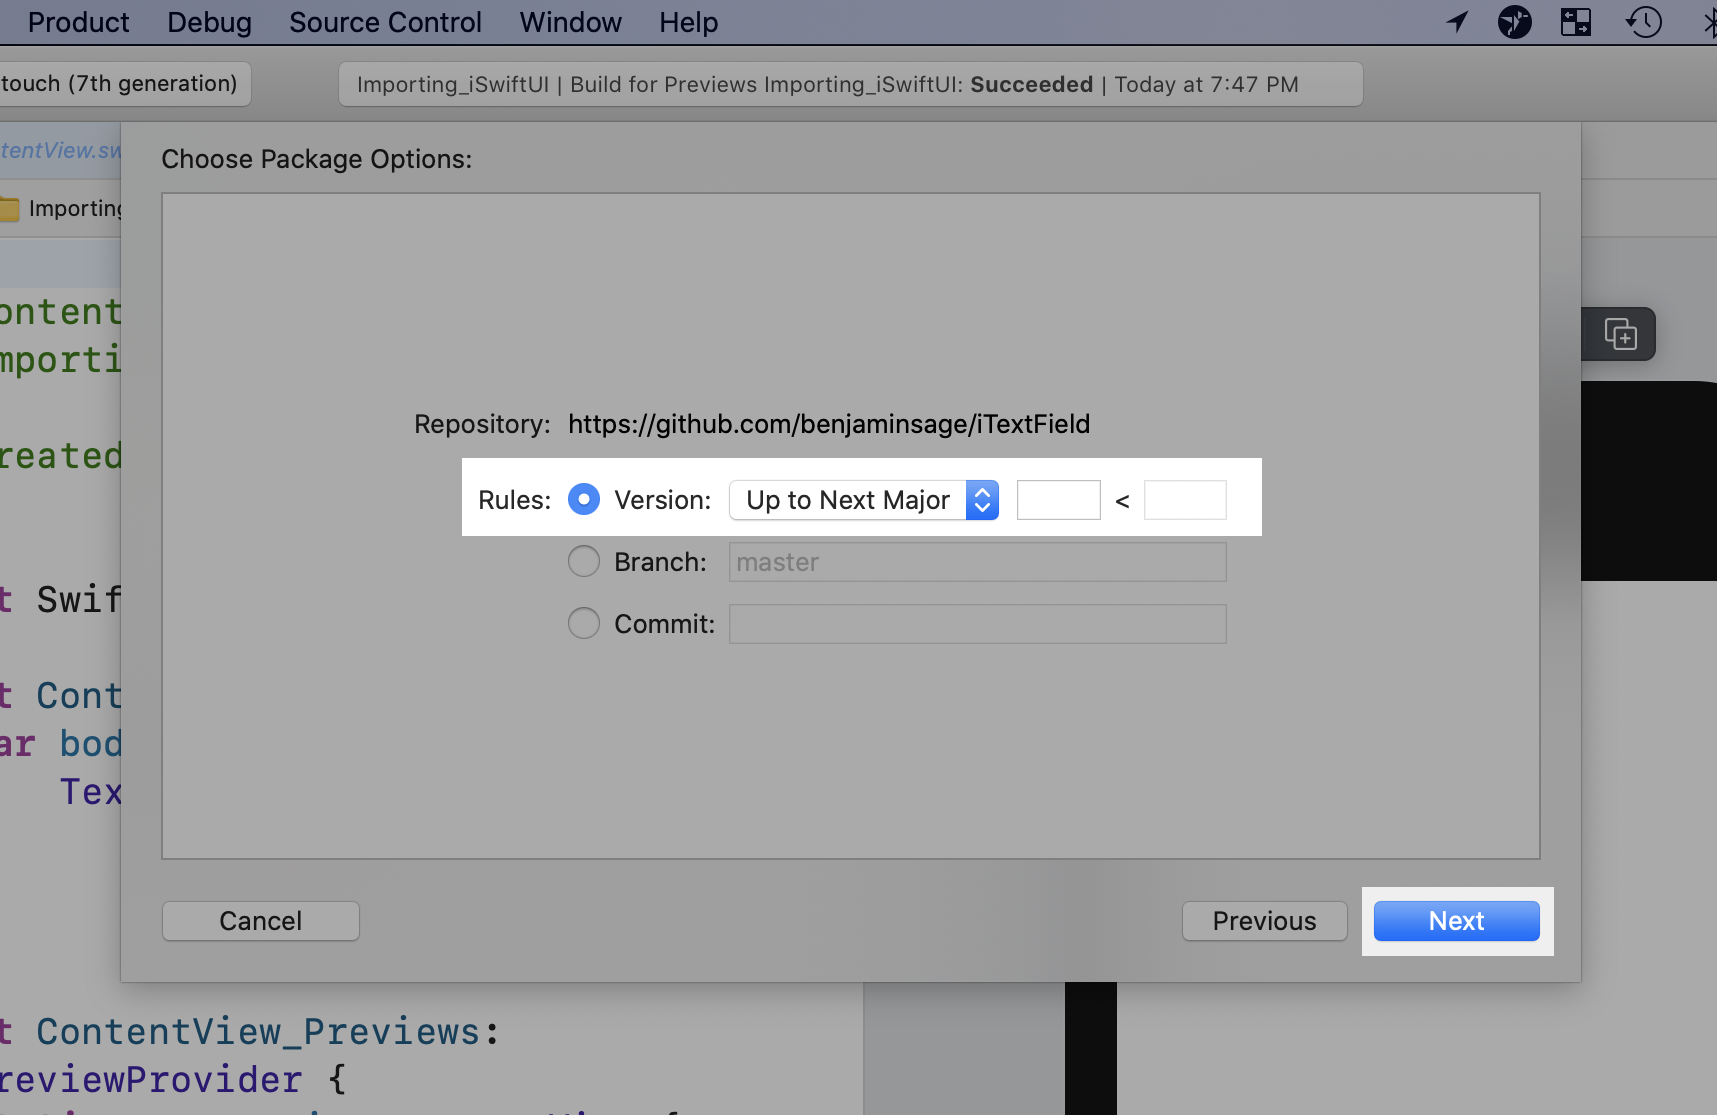 Product Debug Source Control Window Help
touch (7th generation) Importing_iSwiftUI | Build for Previews Importing_iSwiftUI: Succeeded | Today at 7:47 PM
tentView.sw
Choose Package Options:
Importing
ontent
mporti
Repository: https://github.com/benjaminsage/iTextField
reated
Rules: Version: Up to Next Major <
Branch: master
t Swif
Commit:
t Cont
ar bod
Tex
Cancel Previous Next
t ContentView_Previews:
reviewProvider {